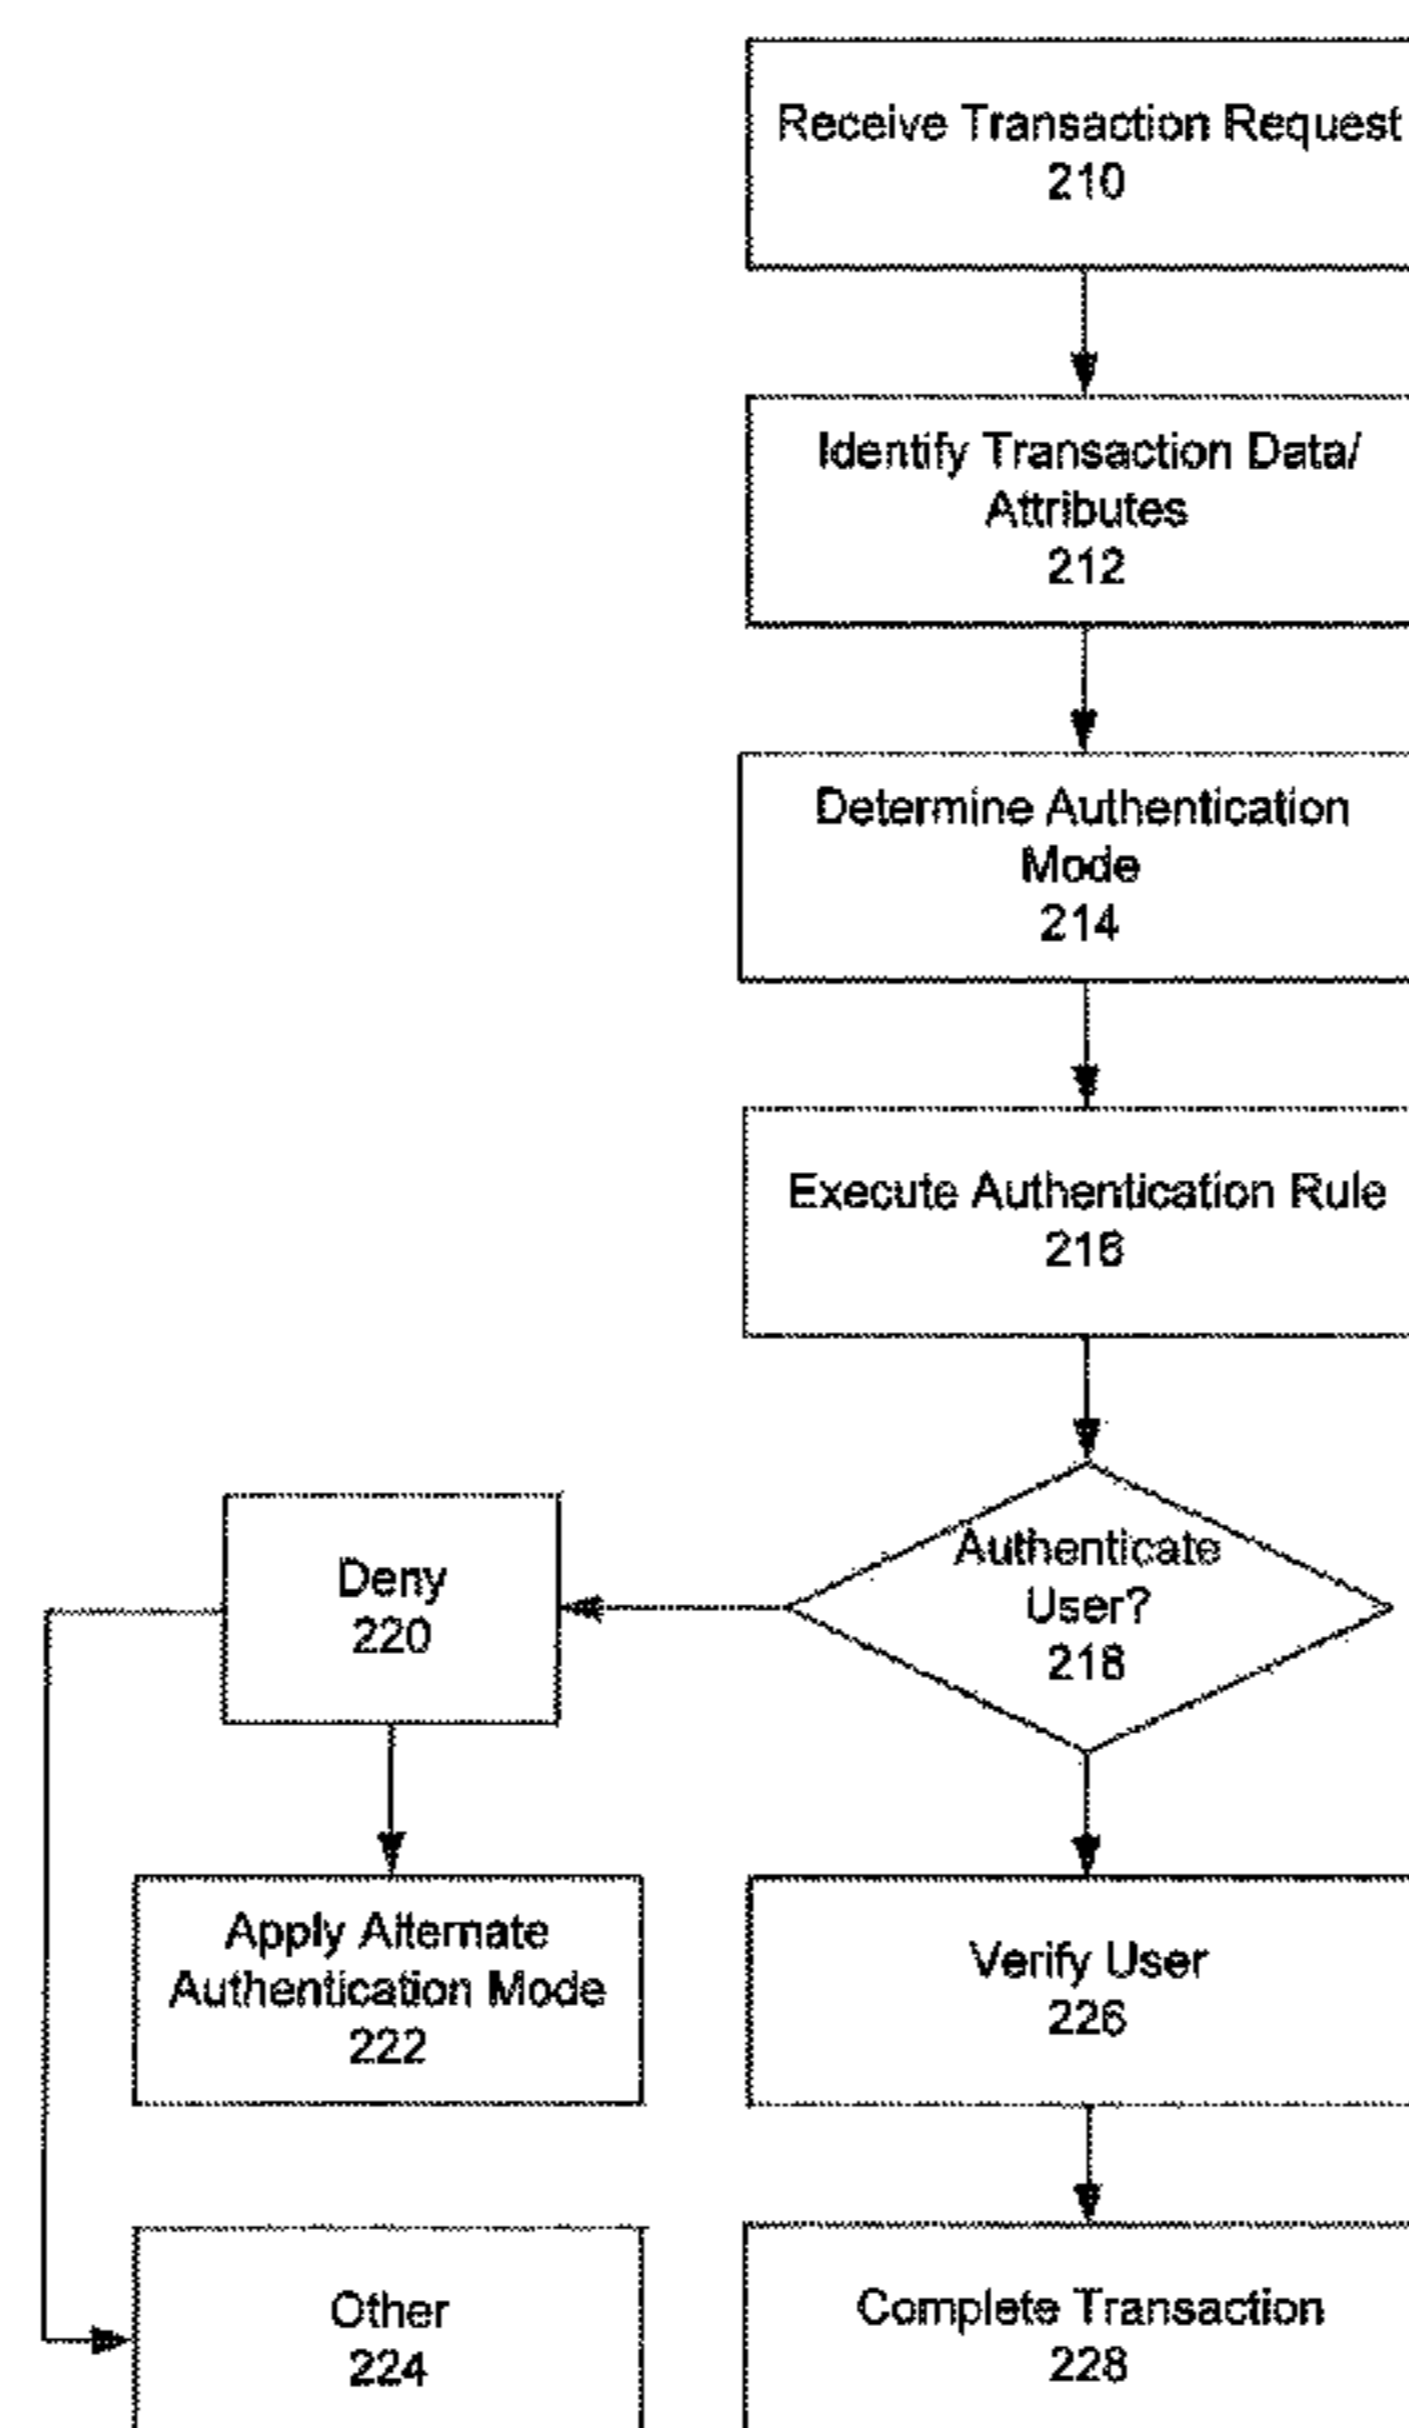 Receive Transaction Request
210
Identify Transaction Data/
Attributes
212
Determine Authentication
Mode
214
Execute Authentication Rule
216
Authenticate
User?
218
Deny
220
Apply Alternate
Authentication Mode
222
Verify User
226
Other
224
Complete Transaction
228